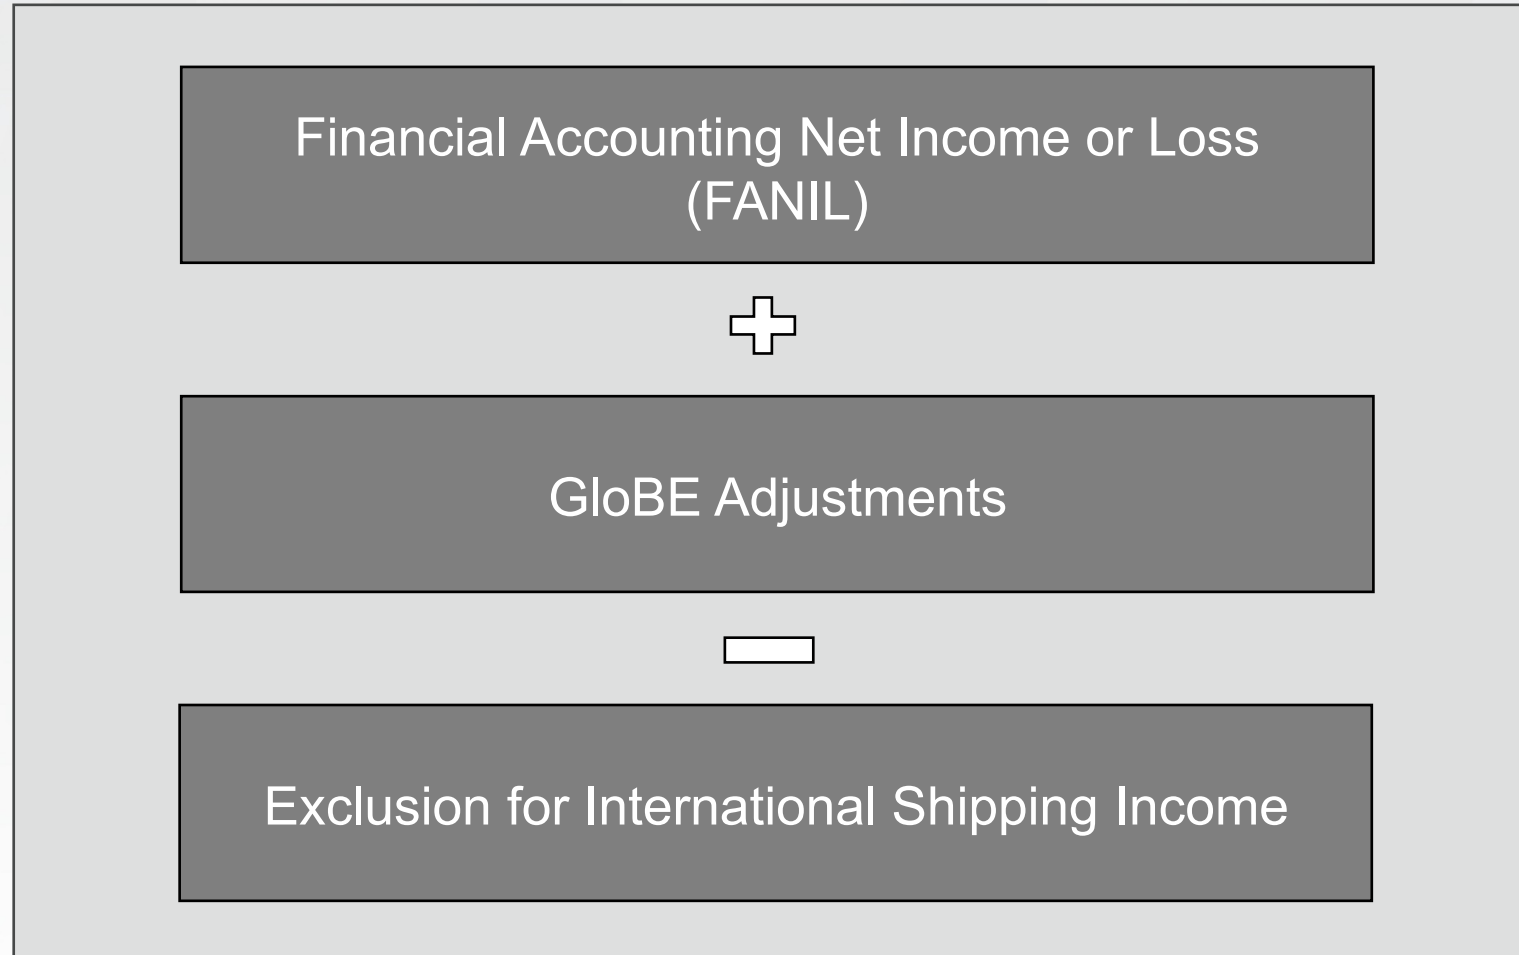 Financial Accounting Net Income or Loss
(FANIL)
GloBE Adjustments
Exclusion for International Shipping Income